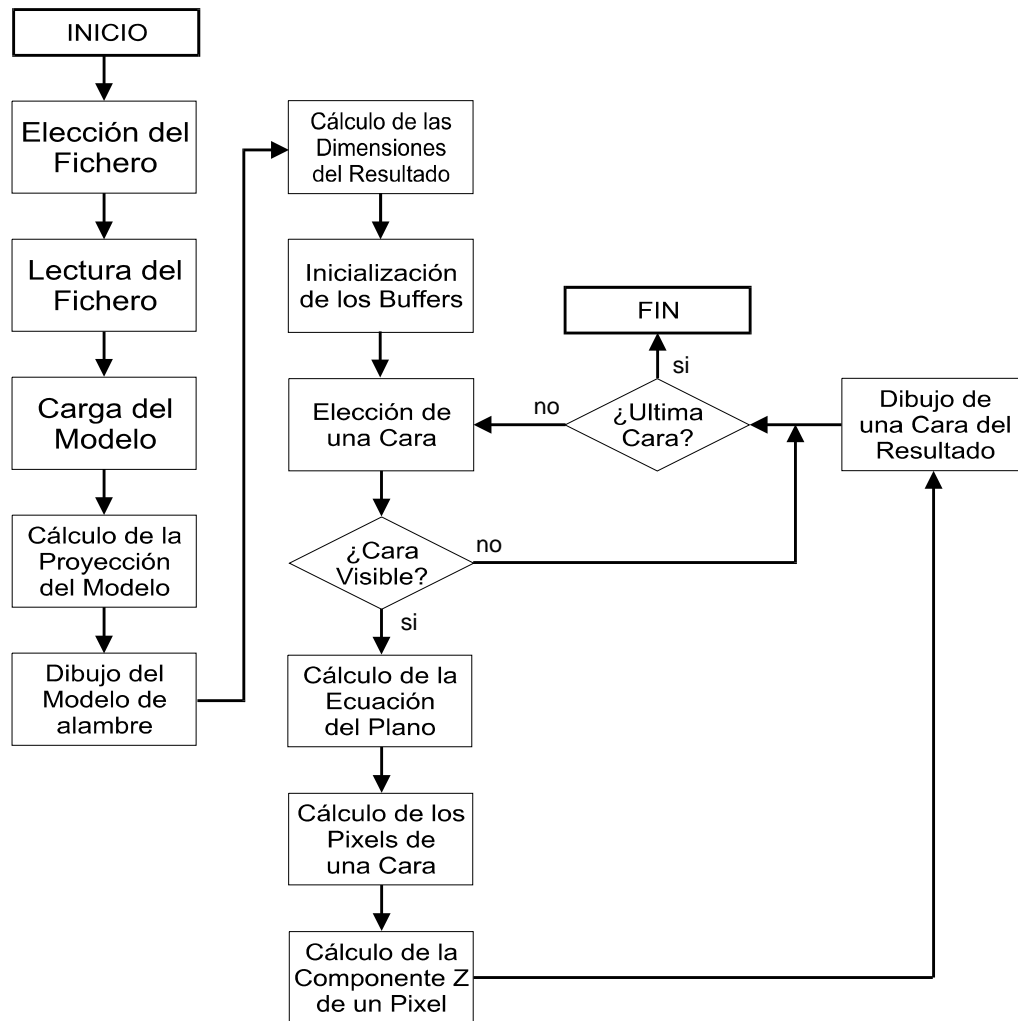 INICIO
Elección del
Fichero
Lectura del
Fichero
Carga del
Modelo
Cálculo de la
Proyección
del Modelo
Dibujo del
Modelo de
alambre
Cálculo de las
Dimensiones
del Resultado
Inicialización
de los Buffers
Elección de
una Cara
¿Cara
Visible?
no
si
Cálculo de la
Ecuación
del Plano
Cálculo de los
Pixels de
una Cara
Cálculo de la
Componente Z
de un Pixel
Dibujo de
una Cara del
Resultado
¿Ultima
Cara?
no
si
FIN